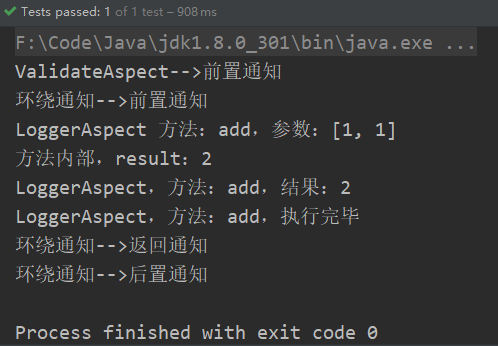 Tests passed: 1 of 1 test – 908 ms
F:\Code\Java\jdk1.8.0_301\bin\java.exe ...
ValidateAspect-->前置通知
环绕通知-->前置通知
LoggerAspect 方法：add，参数：[1, 1]
方法内部，result：2
LoggerAspect，方法：add，结果：2
LoggerAspect，方法：add，执行完毕
环绕通知-->返回通知
环绕通知-->后置通知
Process finished with exit code 0